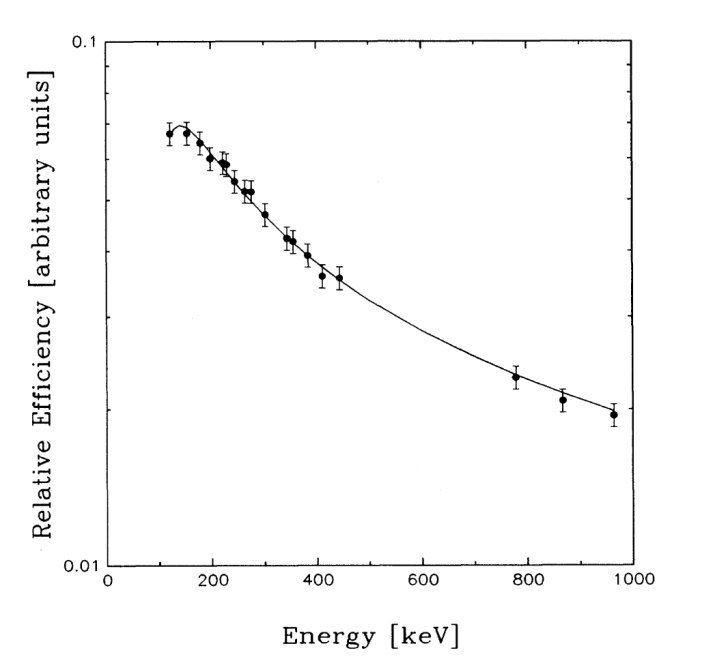 0.1
Relative Efficiency [arbitrary units]
0.01
0 200 400 600 800 1000
Energy [keV]